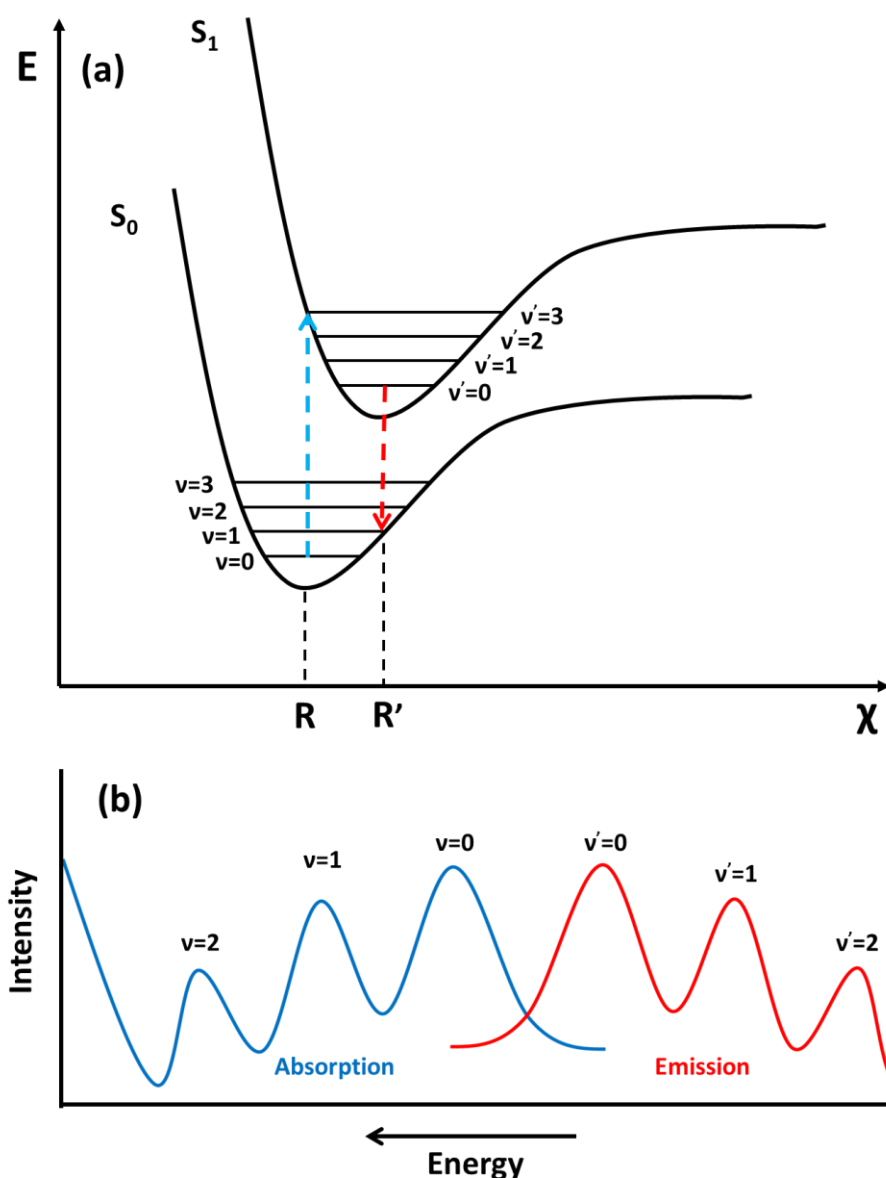 E (a)
S₁
S₀
ν'=3
ν'=2
ν'=1
ν'=0
ν=3
ν=2
ν=1
ν=0
R R' χ
(b)
Intensity
ν=2 ν=1 ν=0 ν'=0 ν'=1 ν'=2
Absorption Emission
Energy